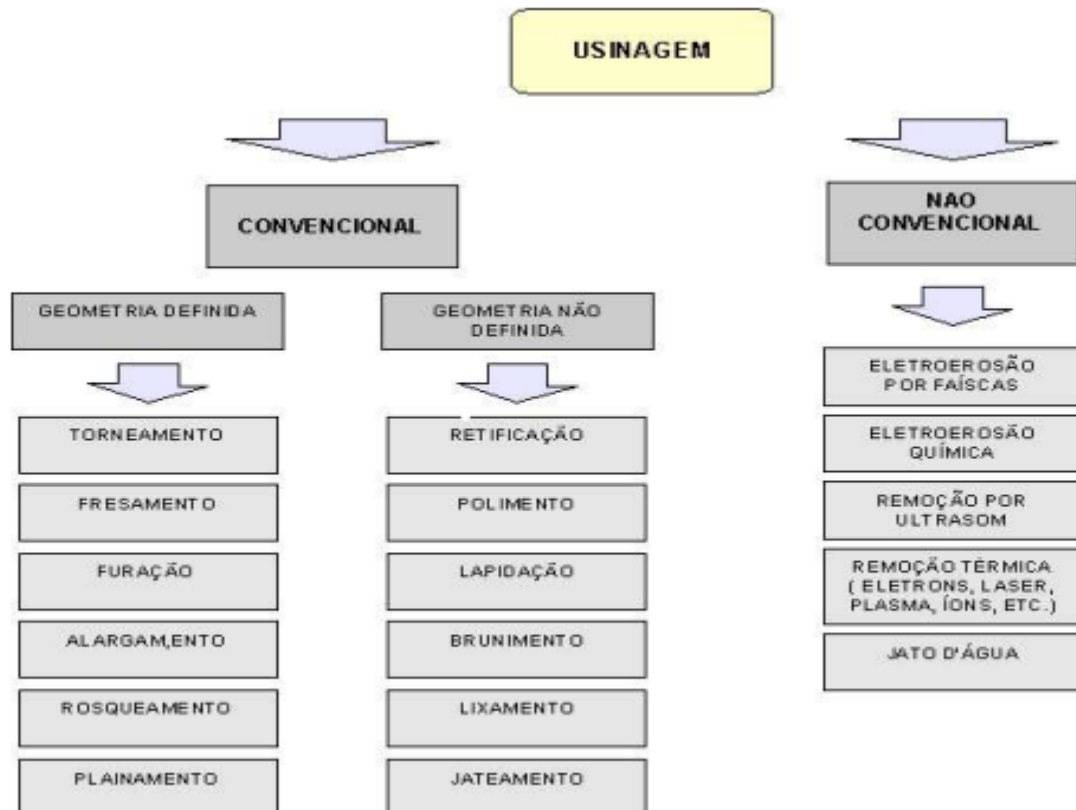 USINAGEM
CONVENCIONAL
NAO
CONVENCIONAL
GEOMETRIA DEFINIDA
GEOMETRIA NÃO
DEFINIDA
TORNEAMENTO
FRESAMENTO
FURAÇÃO
ALARGAM,ENTO
ROSQUEAMENTO
PLAINAMENTO
RETIFICAÇÃO
POLIMENTO
LAPIDAÇÃO
BRUNIMENTO
LIXAMENTO
JATEAMENTO
ELETROEROSÃO
POR FAÍSCAS
ELETROEROSÃO
QUÍMICA
REMOÇÃO POR
ULTRASOM
REMOÇÃO TÉRMICA
( ELETRONS, LASER,
PLASMA, ÍONS, ETC.)
JATO D'ÁGUA